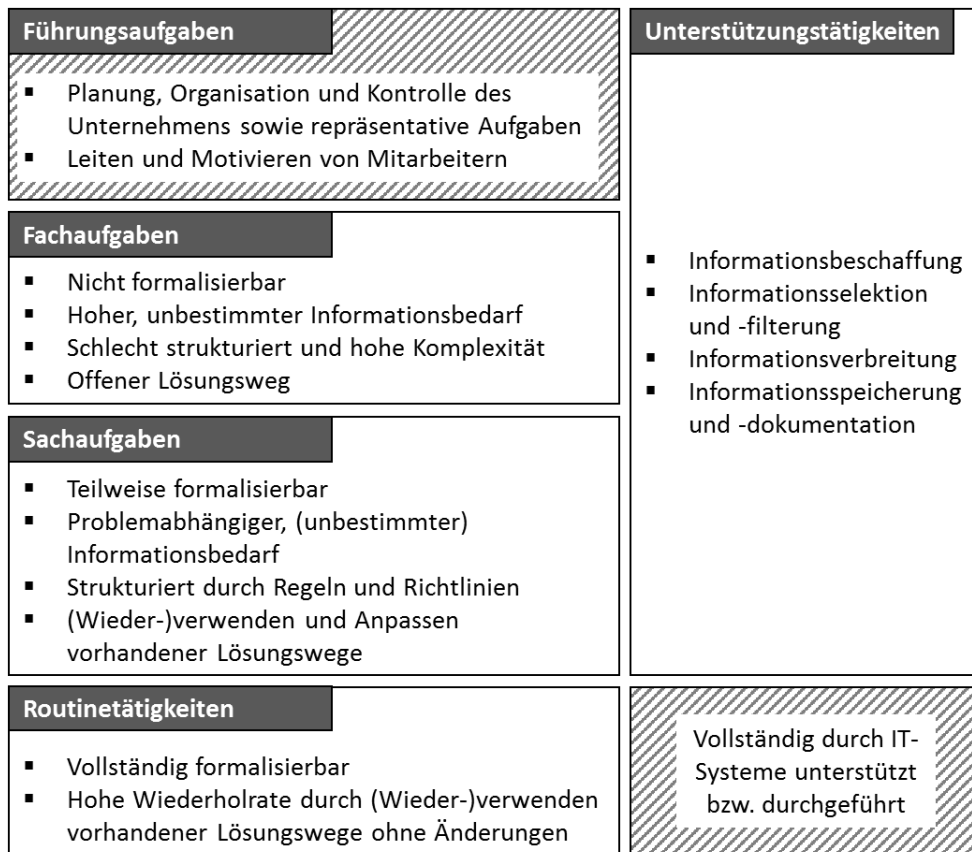 Führungsaufgaben
▪ Planung, Organisation und Kontrolle des
Unternehmens sowie repräsentative Aufgaben
▪ Leiten und Motivieren von Mitarbeitern
Fachaufgaben
▪ Nicht formalisierbar
▪ Hoher, unbestimmter Informationsbedarf
▪ Schlecht strukturiert und hohe Komplexität
▪ Offener Lösungsweg
Sachaufgaben
▪ Teilweise formalisierbar
▪ Problemabhängiger, (unbestimmter)
Informationsbedarf
▪ Strukturiert durch Regeln und Richtlinien
▪ (Wieder-)verwenden und Anpassen
vorhandener Lösungswege
Routinetätigkeiten
▪ Vollständig formalisierbar
▪ Hohe Wiederholrate durch (Wieder-)verwenden
vorhandener Lösungswege ohne Änderungen
Unterstützungstätigkeiten
▪ Informationsbeschaffung
▪ Informationsselektion
und -filterung
▪ Informationsverbreitung
▪ Informationsspeicherung
und -dokumentation
Vollständig durch IT-
Systeme unterstützt
bzw. durchgeführt